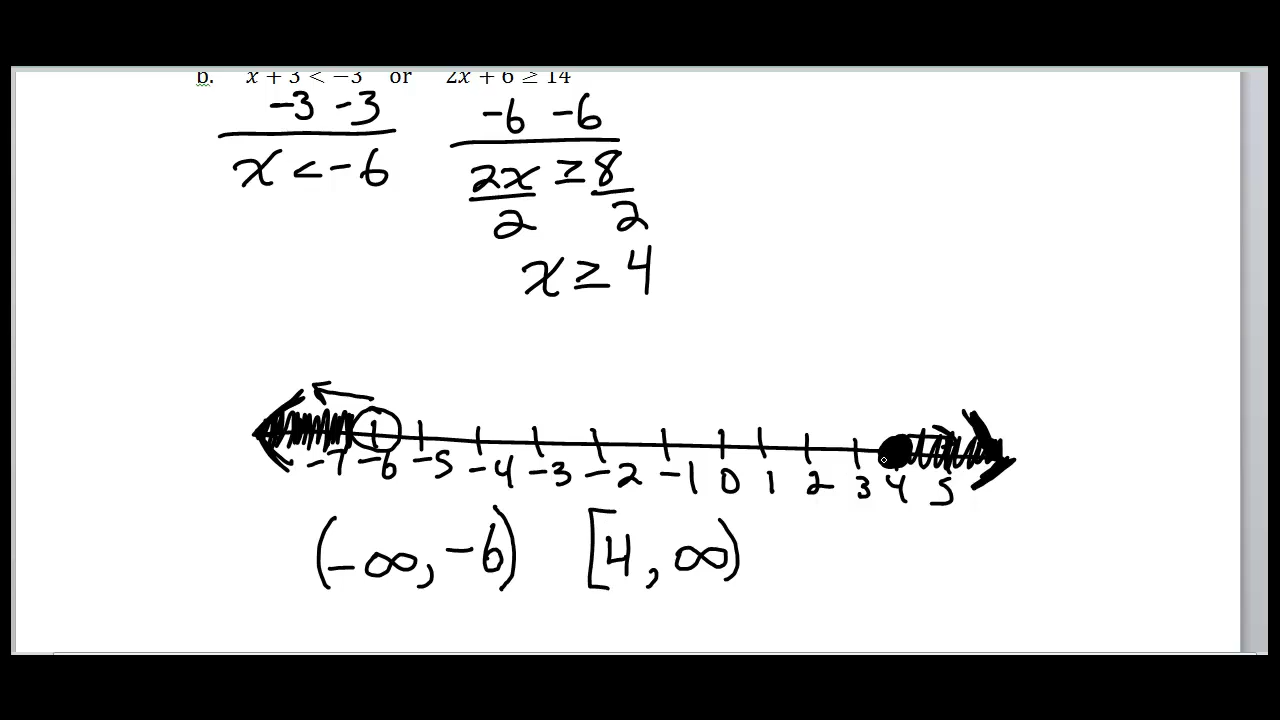 b. x + 3 < −3 or 2x + 6 ≥ 14
−3 −3 −6 −6
x < −6 2x ≥ 8
2 2
x ≥ 4
−7 −6 −5 −4 −3 −2 −1 0 1 2 3 4 5
(−∞, −6) [4, ∞)